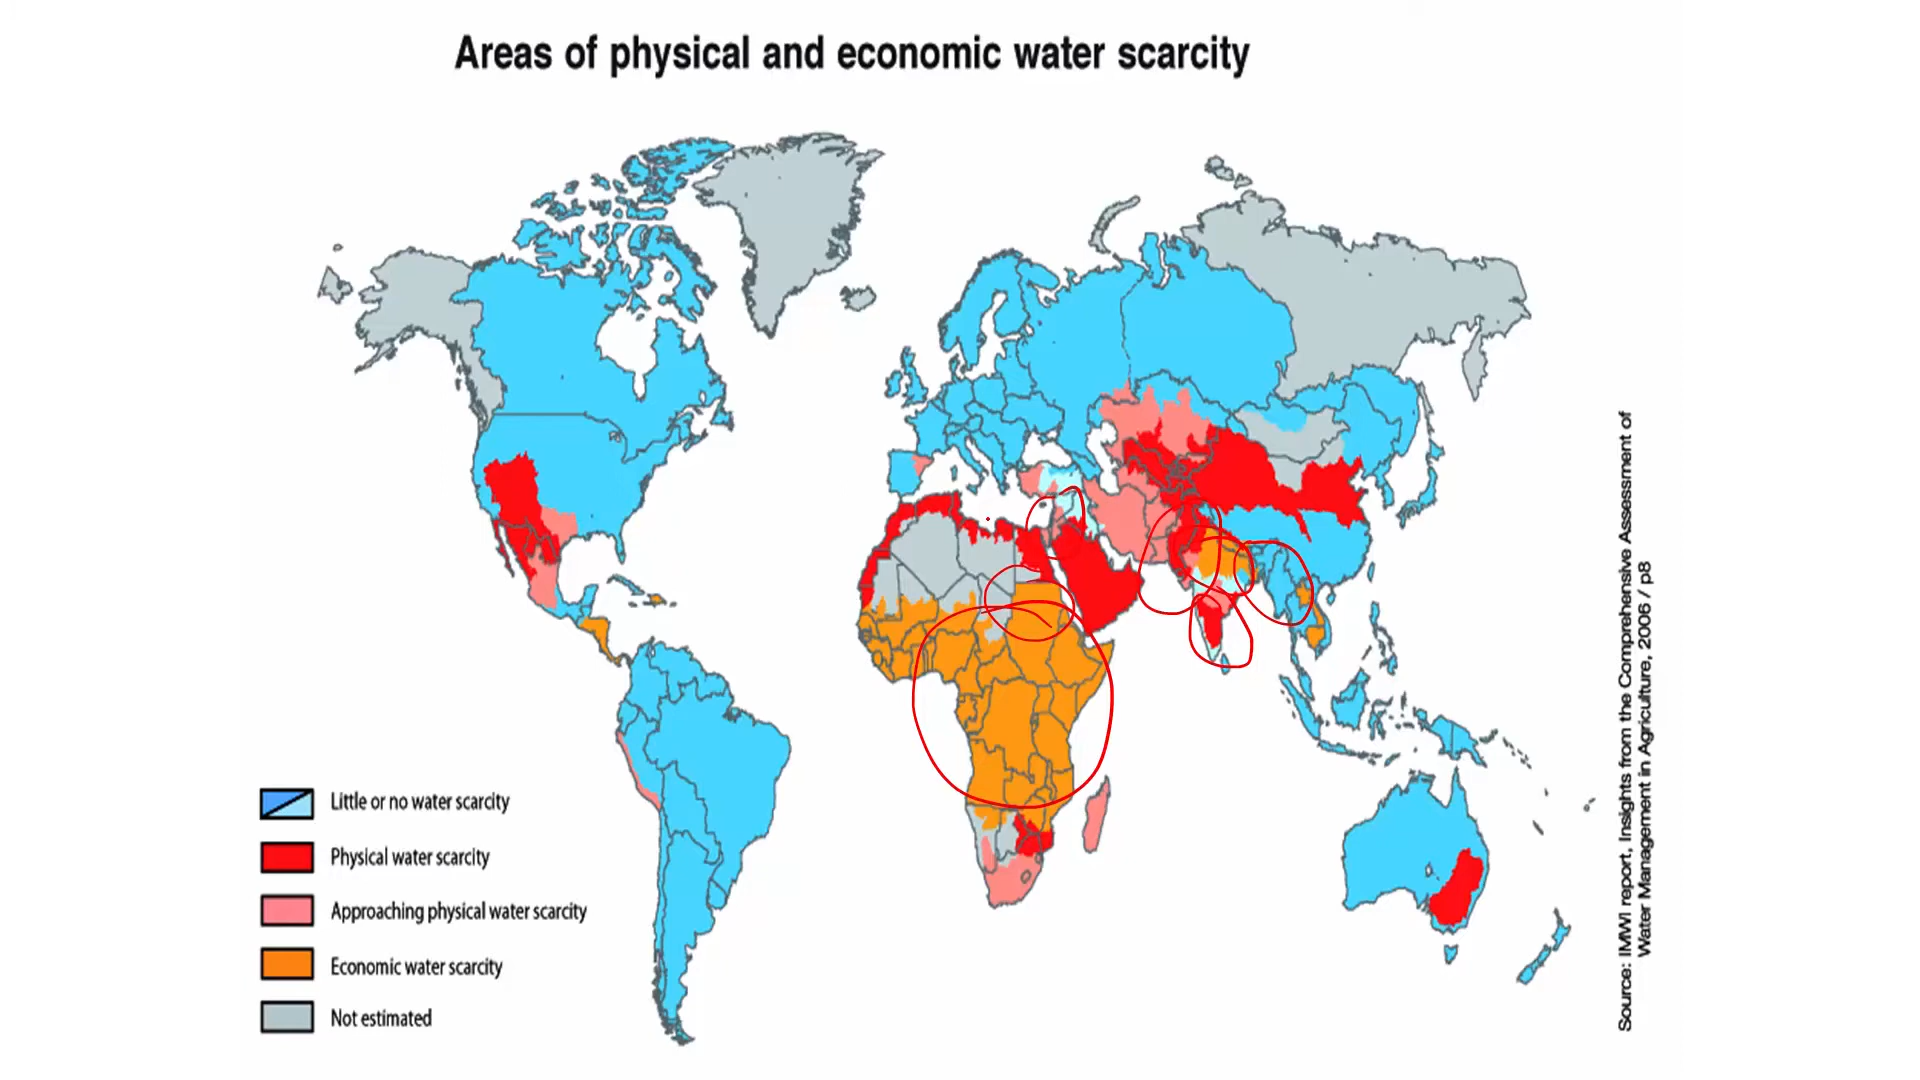 Areas of physical and economic water scarcity
Little or no water scarcity
Physical water scarcity
Approaching physical water scarcity
Economic water scarcity
Not estimated
Source: IMWI report, Insights from the Comprehensive Assessment of
Water Management in Agriculture, 2006 / p8